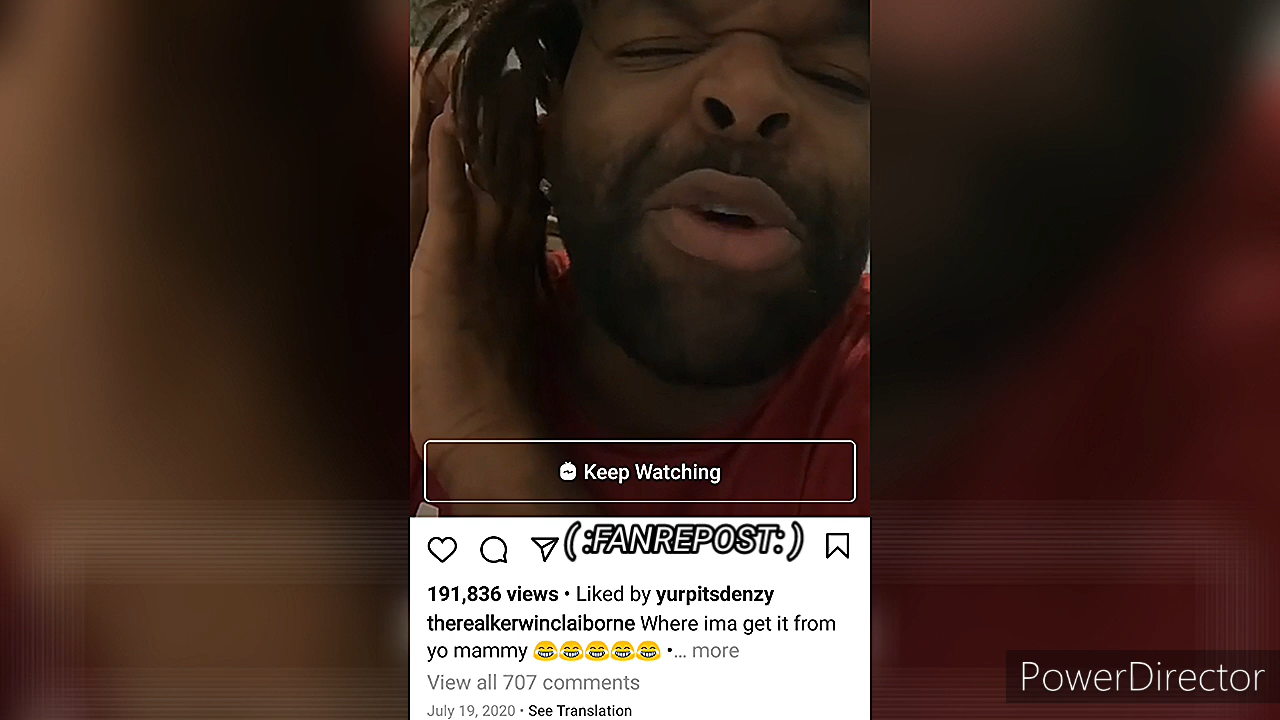 Keep Watching
( :FANREPOST: )
191,836 views • Liked by yurpitsdenzy
therealkerwinclaiborne Where ima get it from
yo mammy 😂😂😂😂😂 •... more
View all 707 comments
July 19, 2020 • See Translation
PowerDirector